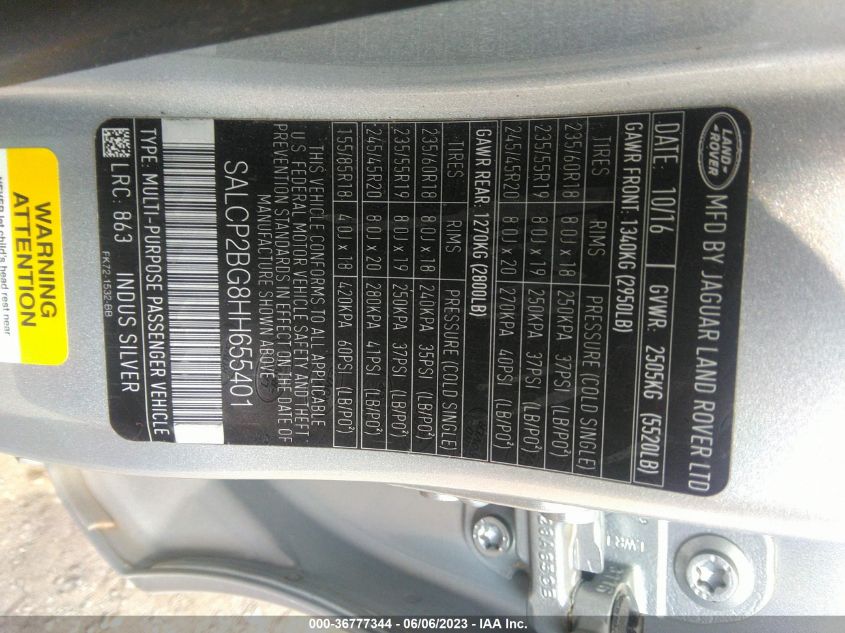 LAND-
ROVER
MFD BY JAGUAR LAND ROVER LTD
DATE: 10/16 GVWR: 2505KG (5520LB)
GAWR FRONT: 1340KG (2950LB)
TIRES RIMS PRESSURE (COLD SINGLE)
235/60R18 8.0J x 18 250KPA 37PSI (LB/PO²)
235/55R19 8.0J x 19 250KPA 37PSI (LB/PO²)
245/45R20 8.0J x 20 270KPA 40PSI (LB/PO²)
GAWR REAR: 1270KG (2800LB)
TIRES RIMS PRESSURE (COLD SINGLE)
235/60R18 8.0J x 18 240KPA 35PSI (LB/PO²)
235/55R19 8.0J x 19 250KPA 37PSI (LB/PO²)
245/45R20 8.0J x 20 280KPA 41PSI (LB/PO²)
155/85R18 4.0J x 18 420KPA 60PSI (LB/PO²)
THIS VEHICLE CONFORMS TO ALL APPLICABLE
U.S. FEDERAL MOTOR VEHICLE SAFETY AND THEFT
PREVENTION STANDARDS IN EFFECT ON THE DATE OF
MANUFACTURE SHOWN ABOVE
SALCP2BG8HH655401
TYPE: MULTI-PURPOSE PASSENGER VEHICLE
LRC: 863 INDUS SILVER
FK72-1532-BB
WARNING
ATTENTION
NEVER let child's head rest near
LWR
000-36777344 - 06/06/2023 - IAA Inc.